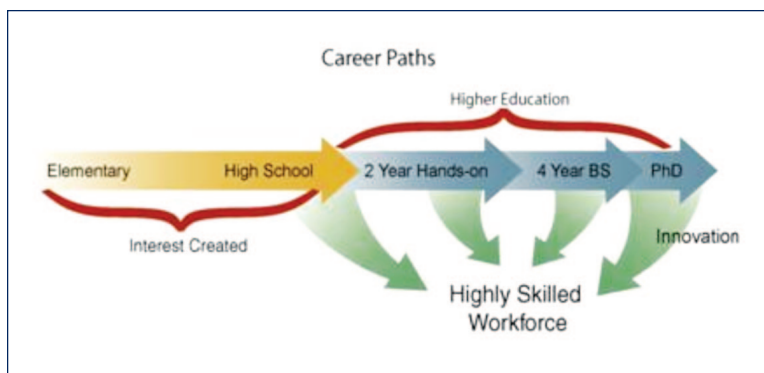 Career Paths
Higher Education
Elementary
High School
2 Year Hands-on
4 Year BS
PhD
Interest Created
Innovation
Highly Skilled
Workforce